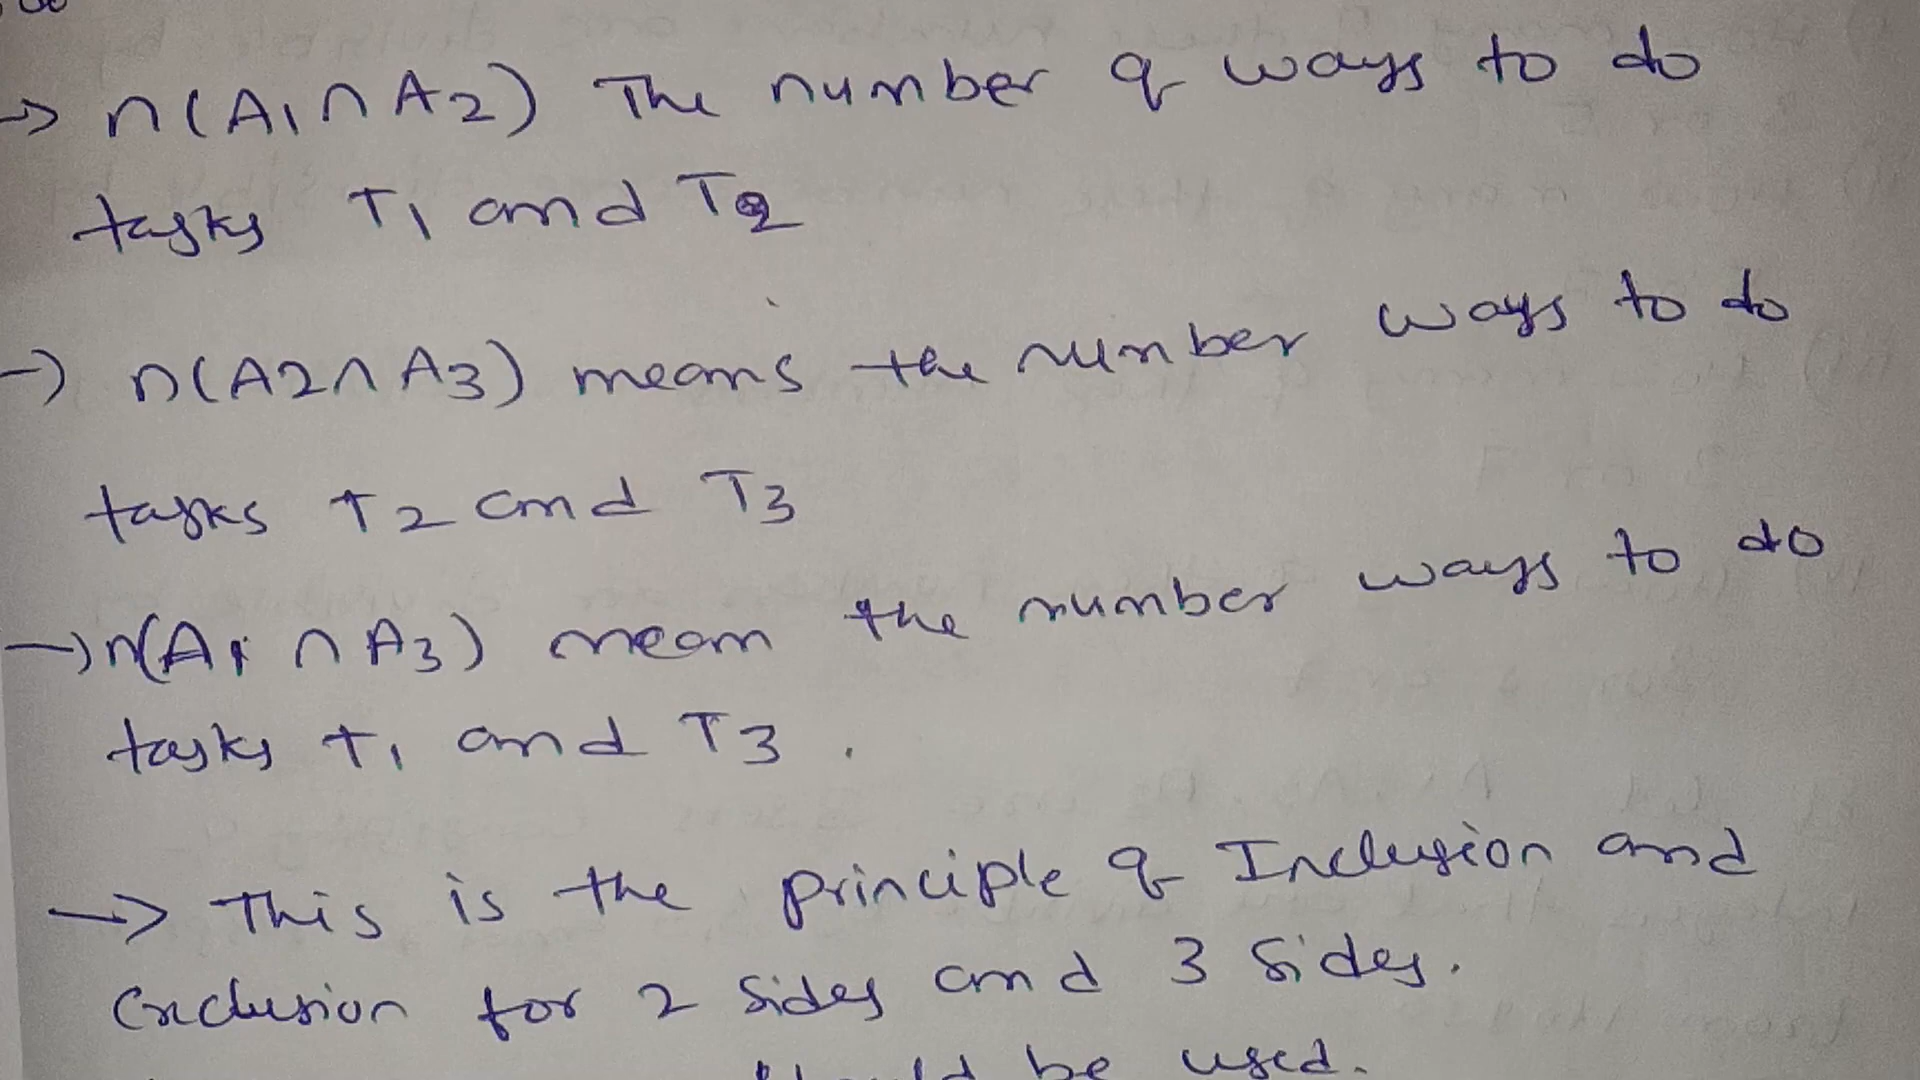 → n(A1 ∩ A2) The number of ways to do
tasks T1 and T2
→ n(A2 ∩ A3) means the number ways to do
tasks T2 and T3
→ n(A1 ∩ A3) mean the number ways to do
tasks T1 and T3.
→ This is the principle of Inclusion and
Exclusion for 2 sides and 3 sides.
be used.